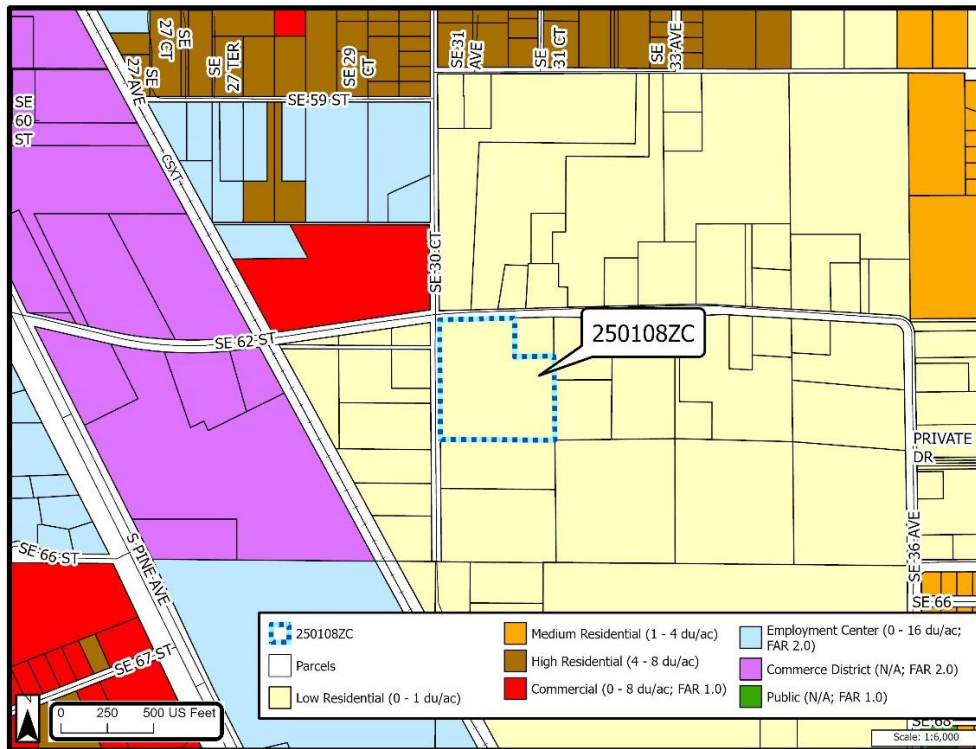 SE
27 CT
SE
27 AVE
SE
SE
27 TER
SE 29
CT
SE 31
AVE
SE
31 CT
SE
33 AVE
SE 59 ST
SE
60
ST
CSXT
SE 30 CT
SE 62 ST
250108ZC
PRIVATE
DR
SE 36 AVE
S PINE AVE
SE 66 ST
SE 66
SE 67 ST
SE 68
250108ZC
Parcels
Low Residential (0 - 1 du/ac)
Medium Residential (1 - 4 du/ac)
High Residential (4 - 8 du/ac)
Commercial (0 - 8 du/ac; FAR 1.0)
Employment Center (0 - 16 du/ac;
FAR 2.0)
Commerce District (N/A; FAR 2.0)
Public (N/A; FAR 1.0)
N
0 250 500 US Feet
Scale: 1:6,000